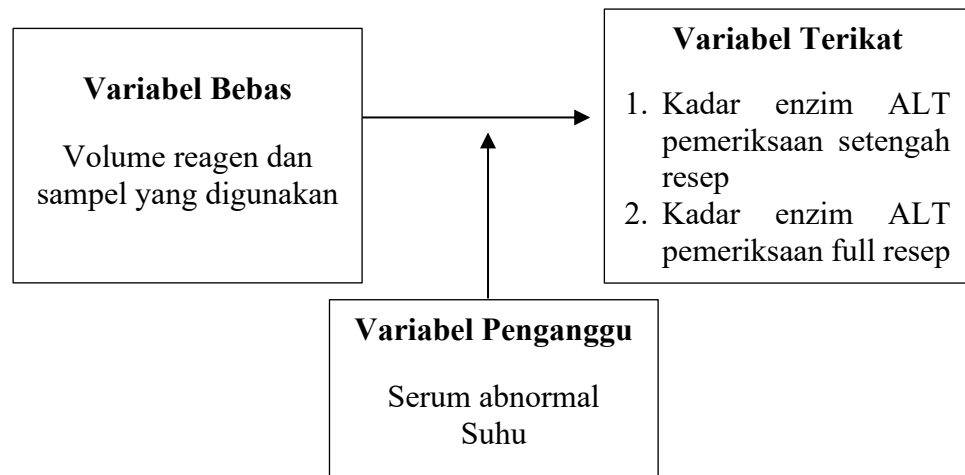 Variabel Bebas
Volume reagen dan
sampel yang digunakan
Variabel Terikat
1. Kadar enzim ALT
pemeriksaan setengah
resep
2. Kadar enzim ALT
pemeriksaan full resep
Variabel Penganggu
Serum abnormal
Suhu